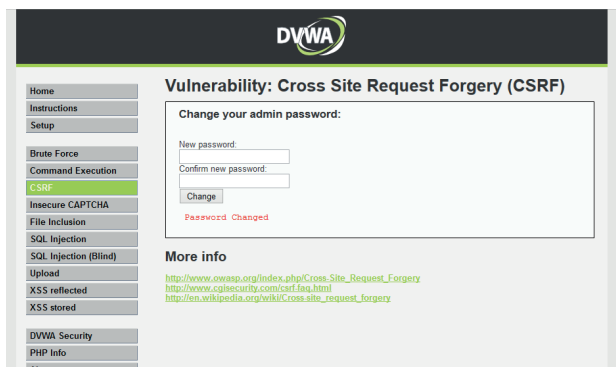 DVWA
Home
Instructions
Setup
Brute Force
Command Execution
CSRF
Insecure CAPTCHA
File Inclusion
SQL Injection
SQL Injection (Blind)
Upload
XSS reflected
XSS stored
DVWA Security
PHP Info
Vulnerability: Cross Site Request Forgery (CSRF)
Change your admin password:
New password:
Confirm new password:
Change
Password Changed
More info
http://www.owasp.org/index.php/Cross-Site_Request_Forgery
http://www.cgisecurity.com/csrf-faq.html
http://en.wikipedia.org/wiki/Cross-site_request_forgery